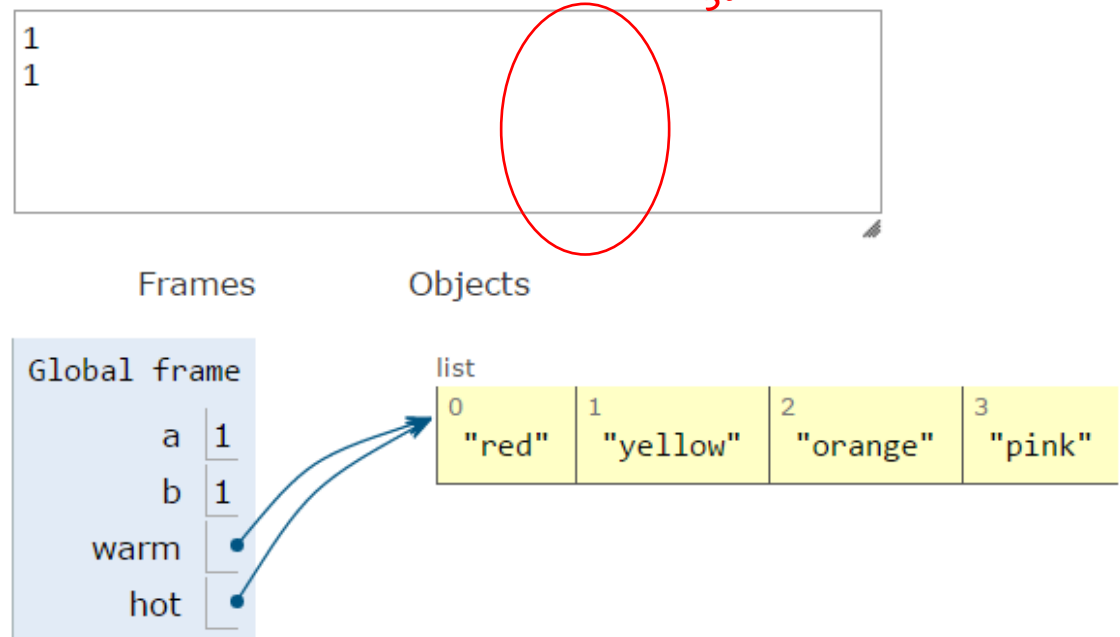 1
1
Frames Objects
Global frame
a 1
b 1
warm
hot
list
0 1 2 3
"red" "yellow" "orange" "pink"